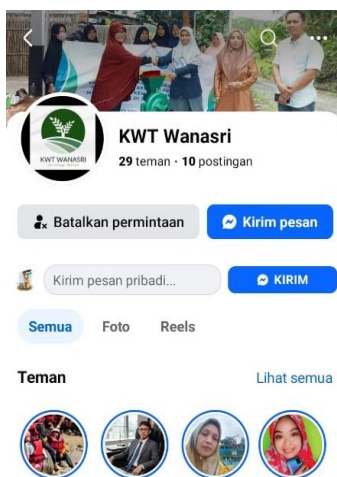 KWT Wanasri
29 teman · 10 postingan
KWT WANASRI
Batalkan permintaan
Kirim pesan
Kirim pesan pribadi...
KIRIM
Semua
Foto
Reels
Teman
Lihat semua